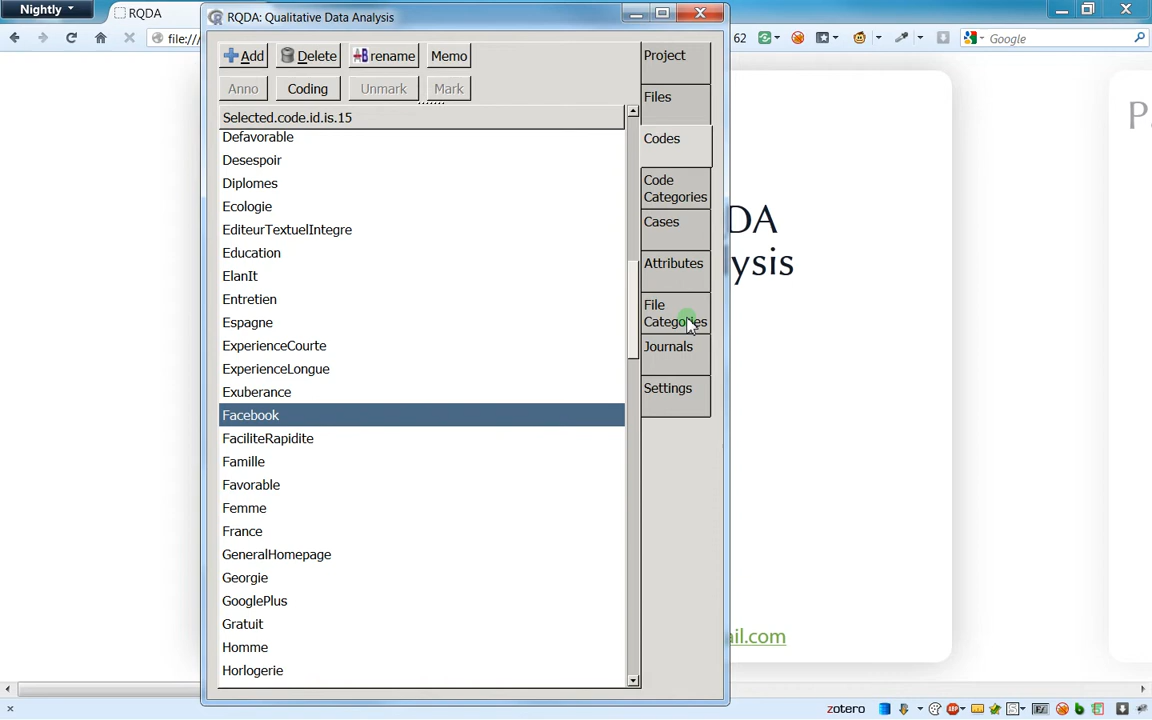 Nightly
RQDA
RQDA: Qualitative Data Analysis
file:///
62
Google
Add
Delete
rename
Memo
Anno
Coding
Unmark
Mark
Selected.code.id.is.15
Defavorable
Desespoir
Diplomes
Ecologie
EditeurTextuelIntegre
Education
ElanIt
Entretien
Espagne
ExperienceCourte
ExperienceLongue
Exuberance
Facebook
FaciliteRapidite
Famille
Favorable
Femme
France
GeneralHomepage
Georgie
GooglePlus
Gratuit
Homme
Horlogerie
Project
Files
Codes
Code
Categories
Cases
Attributes
File
Categories
Journals
Settings
DA
ysis
ail.com
P
zotero